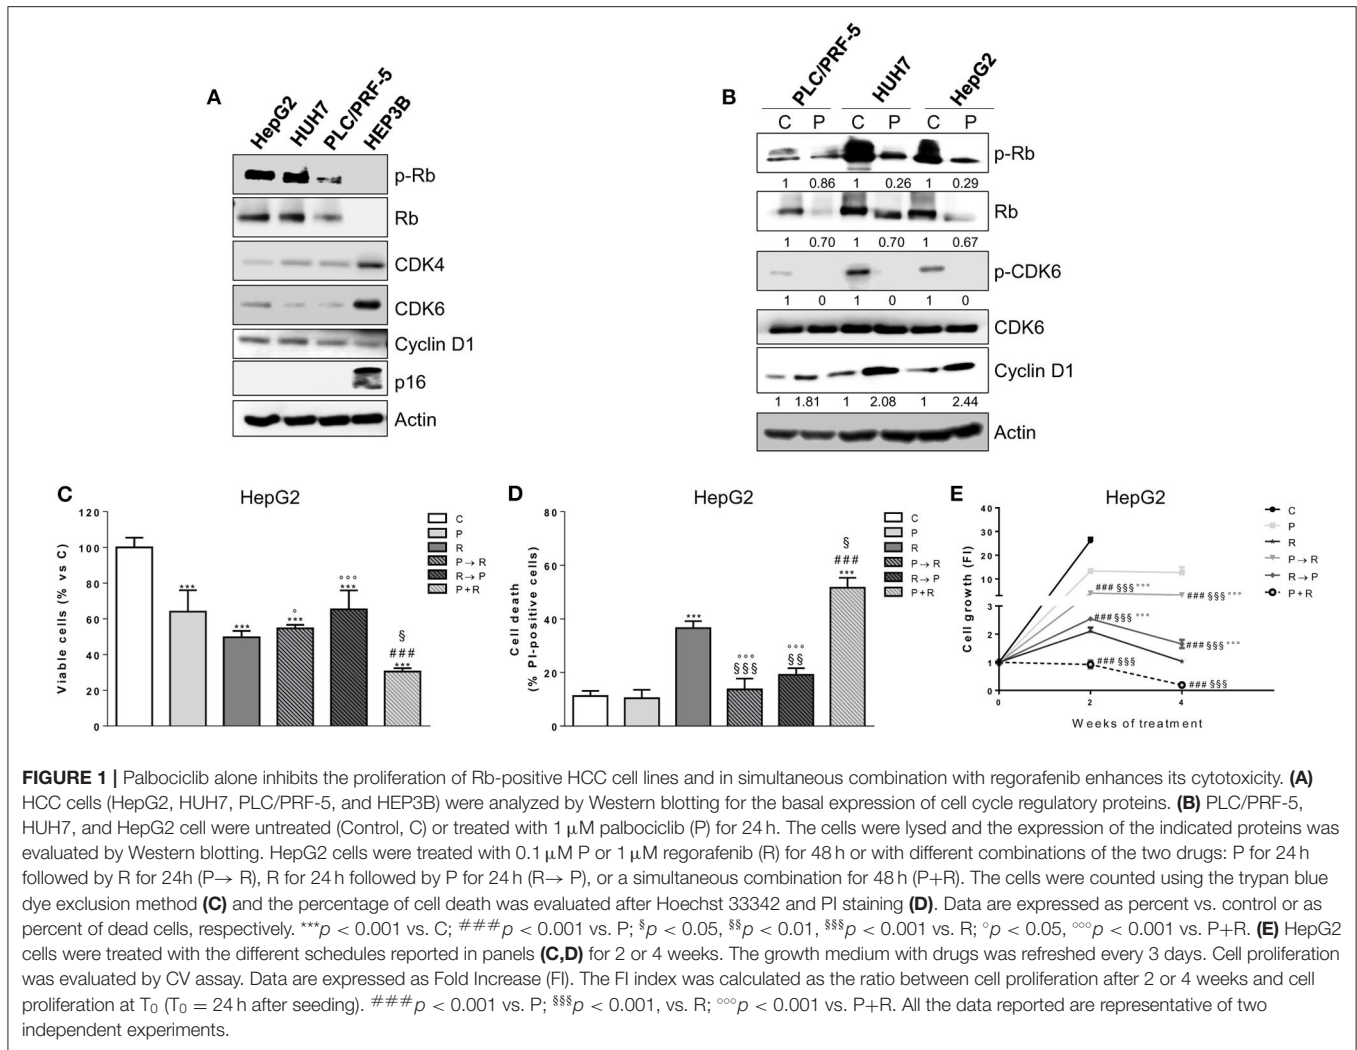 A
HepG2
HUH7
PLC/PRF-5
HEP3B
p-Rb
Rb
CDK4
CDK6
Cyclin D1
p16
Actin
B
PLC/PRF-5 HUH7 HepG2
C P C P C P
p-Rb
1 0.86 1 0.26 1 0.29
Rb
1 0.70 1 0.70 1 0.67
p-CDK6
1 0 1 0 1 0
CDK6
Cyclin D1
1 1.81 1 2.08 1 2.44
Actin
C
HepG2
Viable cells (% vs C)
120
100
80
60
40
20
0
***
***
°
***
°°°
***
§
###
***
C
P
R
P→R
R→P
P+R
D
HepG2
Cell death
(% PI-positive cells)
80
60
40
20
0
***
°°°
§§§
°°°
§§
§
###
***
C
P
R
P→R
R→P
P+R
E
HepG2
Cell growth (FI)
40
30
20
10
3
2
1
0
### §§§ °°°
### §§§ °°°
### §§§ °°°
### §§§ °°°
### §§§
### §§§
0 2 4
Weeks of treatment
C
P
R
P→R
R→P
P+R
FIGURE 1 | Palbociclib alone inhibits the proliferation of Rb-positive HCC cell lines and in simultaneous combination with regorafenib enhances its cytotoxicity. (A)
HCC cells (HepG2, HUH7, PLC/PRF-5, and HEP3B) were analyzed by Western blotting for the basal expression of cell cycle regulatory proteins. (B) PLC/PRF-5,
HUH7, and HepG2 cell were untreated (Control, C) or treated with 1 μM palbociclib (P) for 24 h. The cells were lysed and the expression of the indicated proteins was
evaluated by Western blotting. HepG2 cells were treated with 0.1 μM P or 1 μM regorafenib (R) for 48 h or with different combinations of the two drugs: P for 24 h
followed by R for 24h (P→ R), R for 24 h followed by P for 24 h (R→ P), or a simultaneous combination for 48 h (P+R). The cells were counted using the trypan blue
dye exclusion method (C) and the percentage of cell death was evaluated after Hoechst 33342 and PI staining (D). Data are expressed as percent vs. control or as
percent of dead cells, respectively. ***p < 0.001 vs. C; ###p < 0.001 vs. P; §p < 0.05, §§p < 0.01, §§§p < 0.001 vs. R; °p < 0.05, °°°p < 0.001 vs. P+R. (E) HepG2
cells were treated with the different schedules reported in panels (C,D) for 2 or 4 weeks. The growth medium with drugs was refreshed every 3 days. Cell proliferation
was evaluated by CV assay. Data are expressed as Fold Increase (FI). The FI index was calculated as the ratio between cell proliferation after 2 or 4 weeks and cell
proliferation at T0 (T0 = 24 h after seeding). ###p < 0.001 vs. P; §§§p < 0.001, vs. R; °°°p < 0.001 vs. P+R. All the data reported are representative of two
independent experiments.